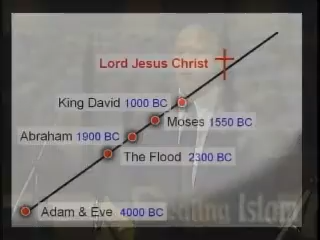 Lord Jesus Christ
King David 1000 BC
Moses 1550 BC
Abraham 1900 BC
The Flood 2300 BC
Adam & Eve 4000 BC
Islam